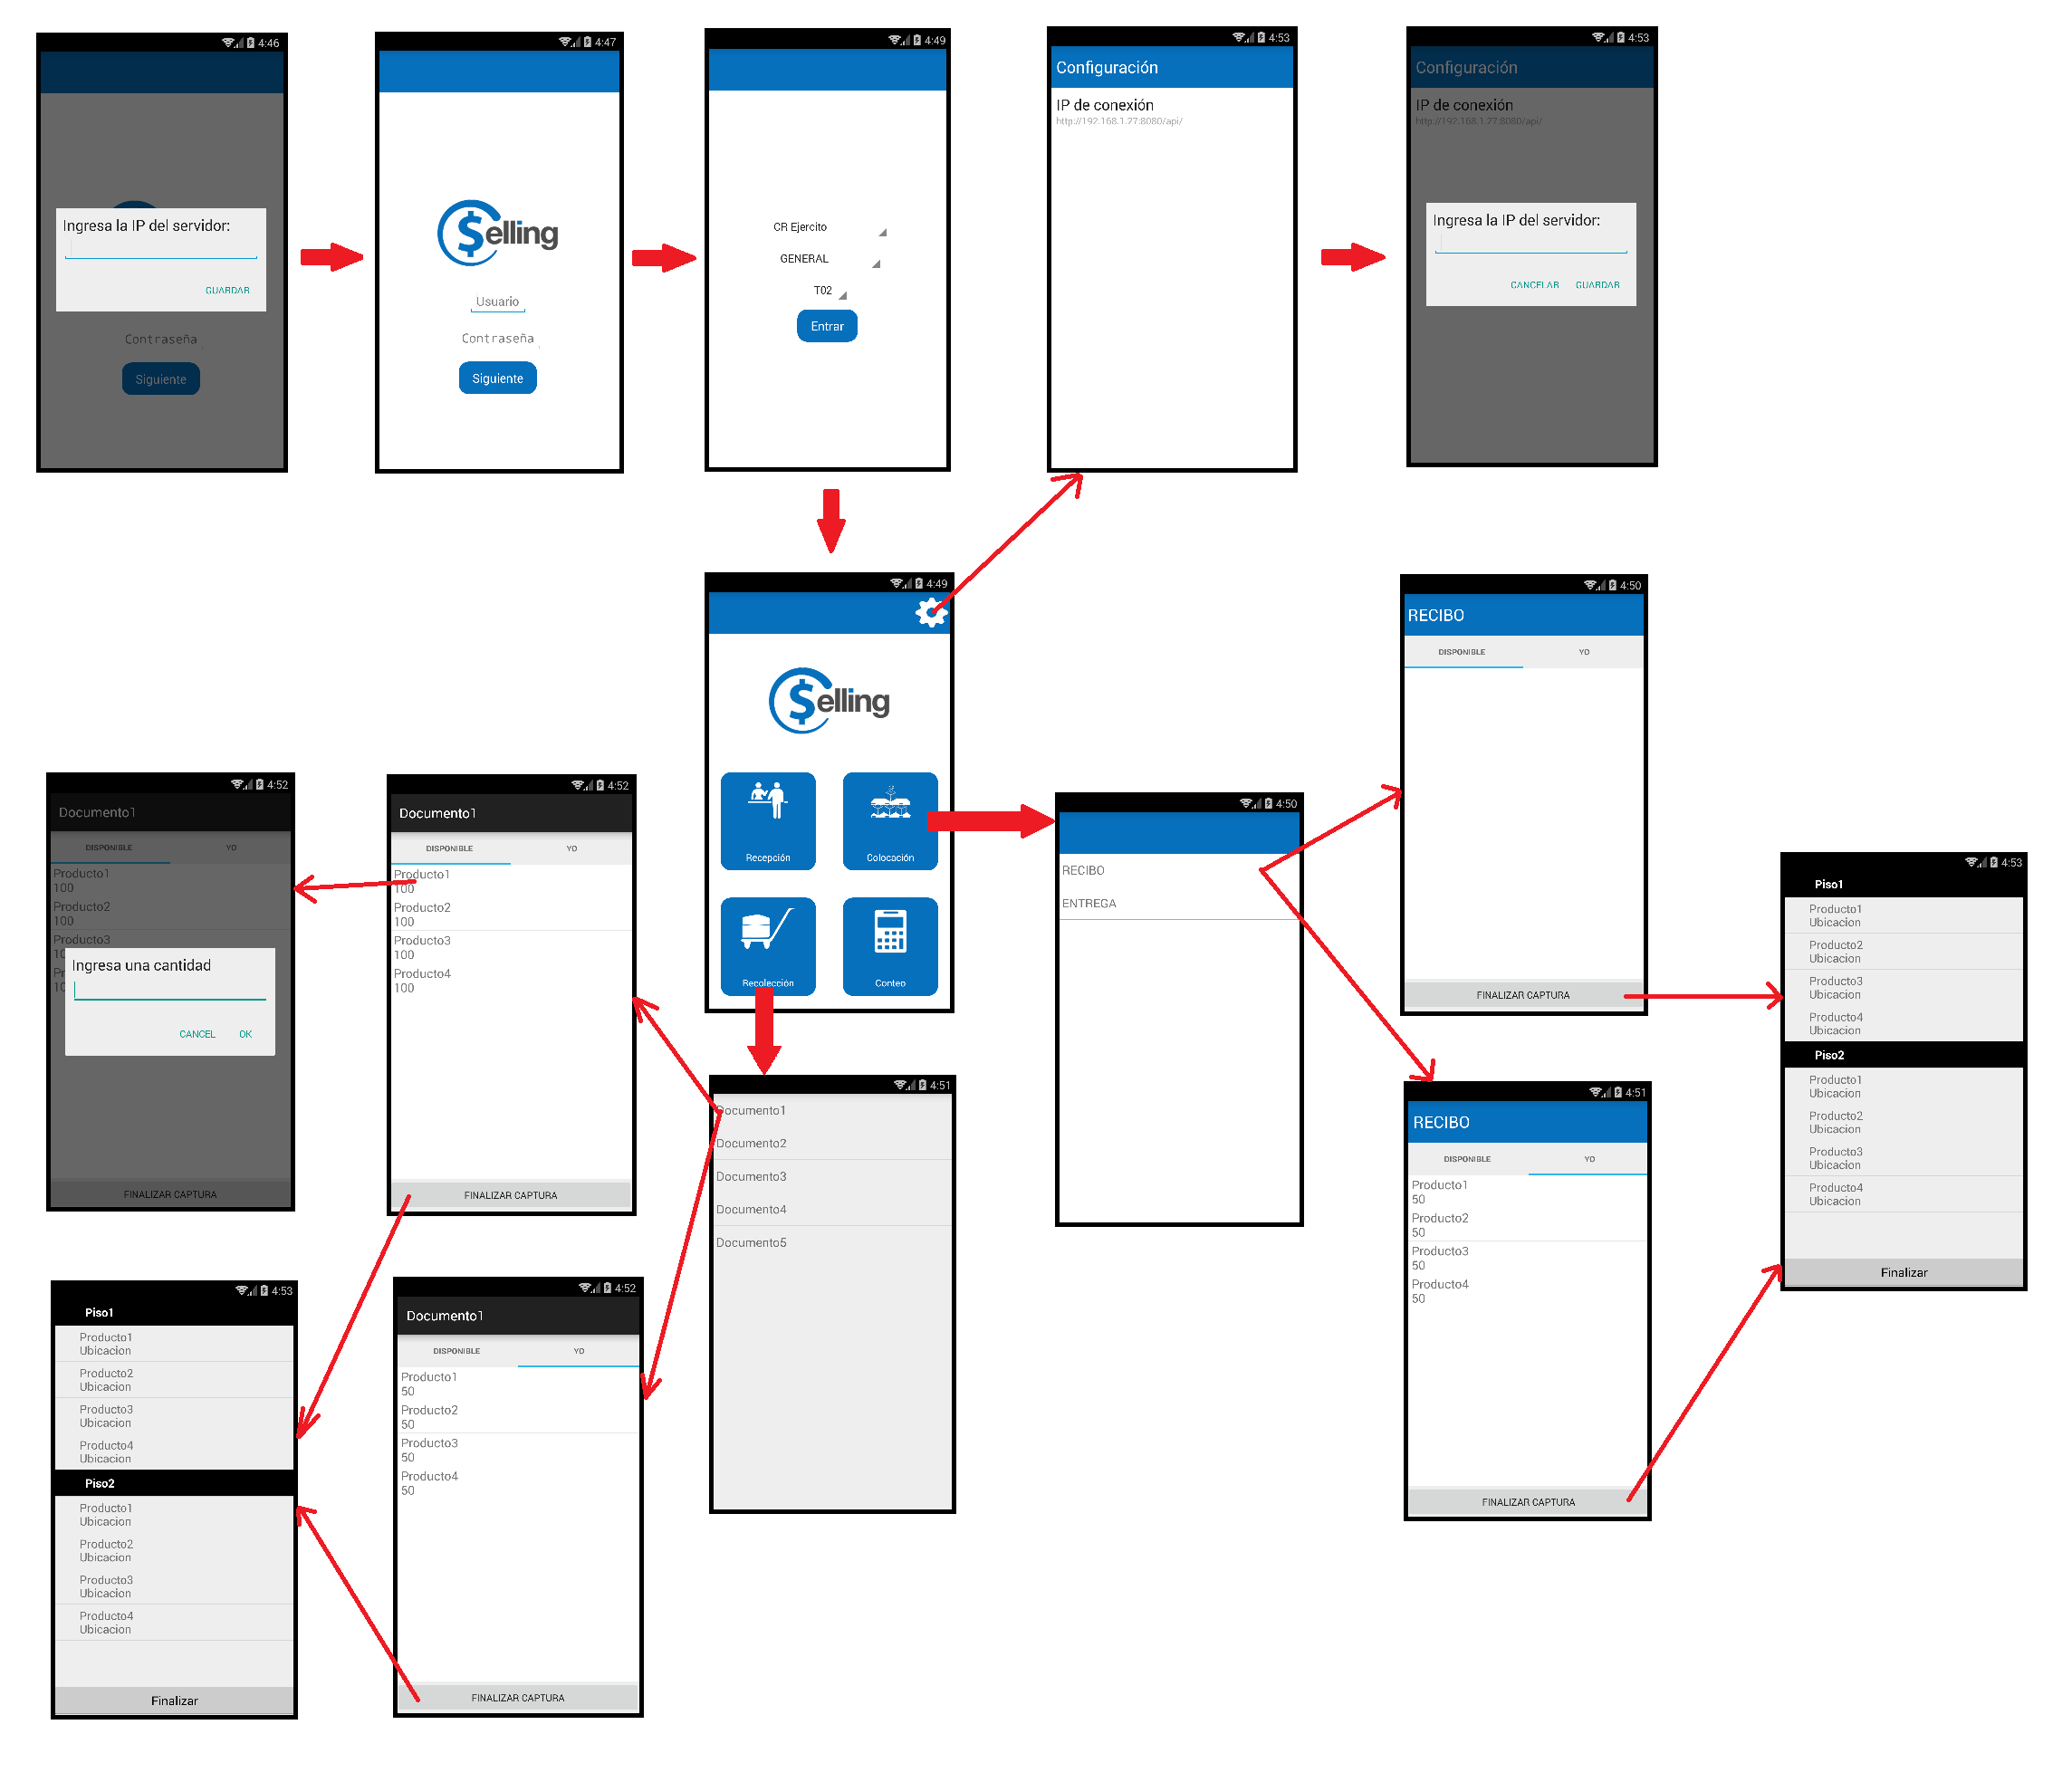 4:46
Ingresa la IP del servidor:
GUARDAR
Contraseña
Siguiente
4:47
$elling
Usuario
Contraseña
Siguiente
4:49
CR Ejercito
GENERAL
T02
Entrar
4:53
Configuración
IP de conexión
http://192.168.1.27:8080/api/
4:53
Configuración
IP de conexión
http://192.168.1.27:8080/api/
Ingresa la IP del servidor:
CANCELAR GUARDAR
4:49
$elling
Recepción
Colocación
Recolección
Conteo
4:50
RECIBO
ENTREGA
4:50
RECIBO
DISPONIBLE YO
FINALIZAR CAPTURA
4:51
RECIBO
DISPONIBLE YO
Producto1
50
Producto2
50
Producto3
50
Producto4
50
FINALIZAR CAPTURA
4:53
Piso1
Producto1
Ubicacion
Producto2
Ubicacion
Producto3
Ubicacion
Producto4
Ubicacion
Piso2
Producto1
Ubicacion
Producto2
Ubicacion
Producto3
Ubicacion
Producto4
Ubicacion
Finalizar
4:51
Documento1
Documento2
Documento3
Documento4
Documento5
4:52
Documento1
DISPONIBLE YO
Producto1
100
Producto2
100
Producto3
100
Producto4
100
FINALIZAR CAPTURA
4:52
Documento1
DISPONIBLE YO
Producto1
100
Producto2
100
Producto3
Ingresa una cantidad
CANCEL OK
FINALIZAR CAPTURA
4:52
Documento1
DISPONIBLE YO
Producto1
50
Producto2
50
Producto3
50
Producto4
50
FINALIZAR CAPTURA
4:53
Piso1
Producto1
Ubicacion
Producto2
Ubicacion
Producto3
Ubicacion
Producto4
Ubicacion
Piso2
Producto1
Ubicacion
Producto2
Ubicacion
Producto3
Ubicacion
Producto4
Ubicacion
Finalizar